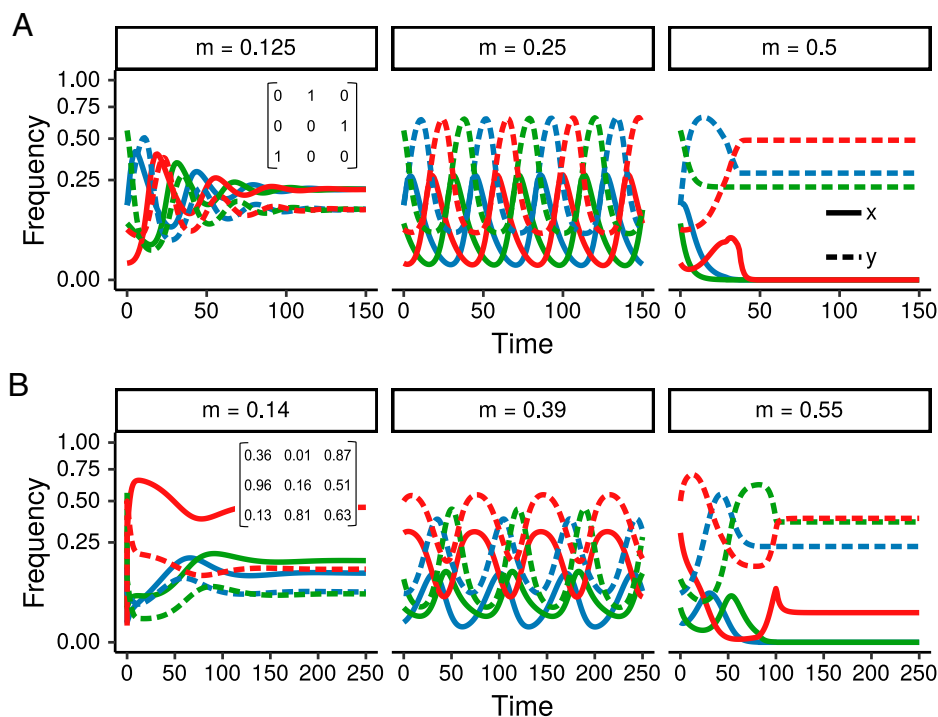 A
m = 0.125
m = 0.25
m = 0.5
Frequency
1.00
0.75
0.50
0.25
0.00
0 1 0
0 0 1
1 0 0
x
y
0 50 100 150
0 50 100 150
0 50 100 150
Time
B
m = 0.14
m = 0.39
m = 0.55
Frequency
1.00
0.75
0.50
0.25
0.00
0.36 0.01 0.87
0.96 0.16 0.51
0.13 0.81 0.63
0 50 100 150 200 250
0 50 100 150 200 250
0 50 100 150 200 250
Time